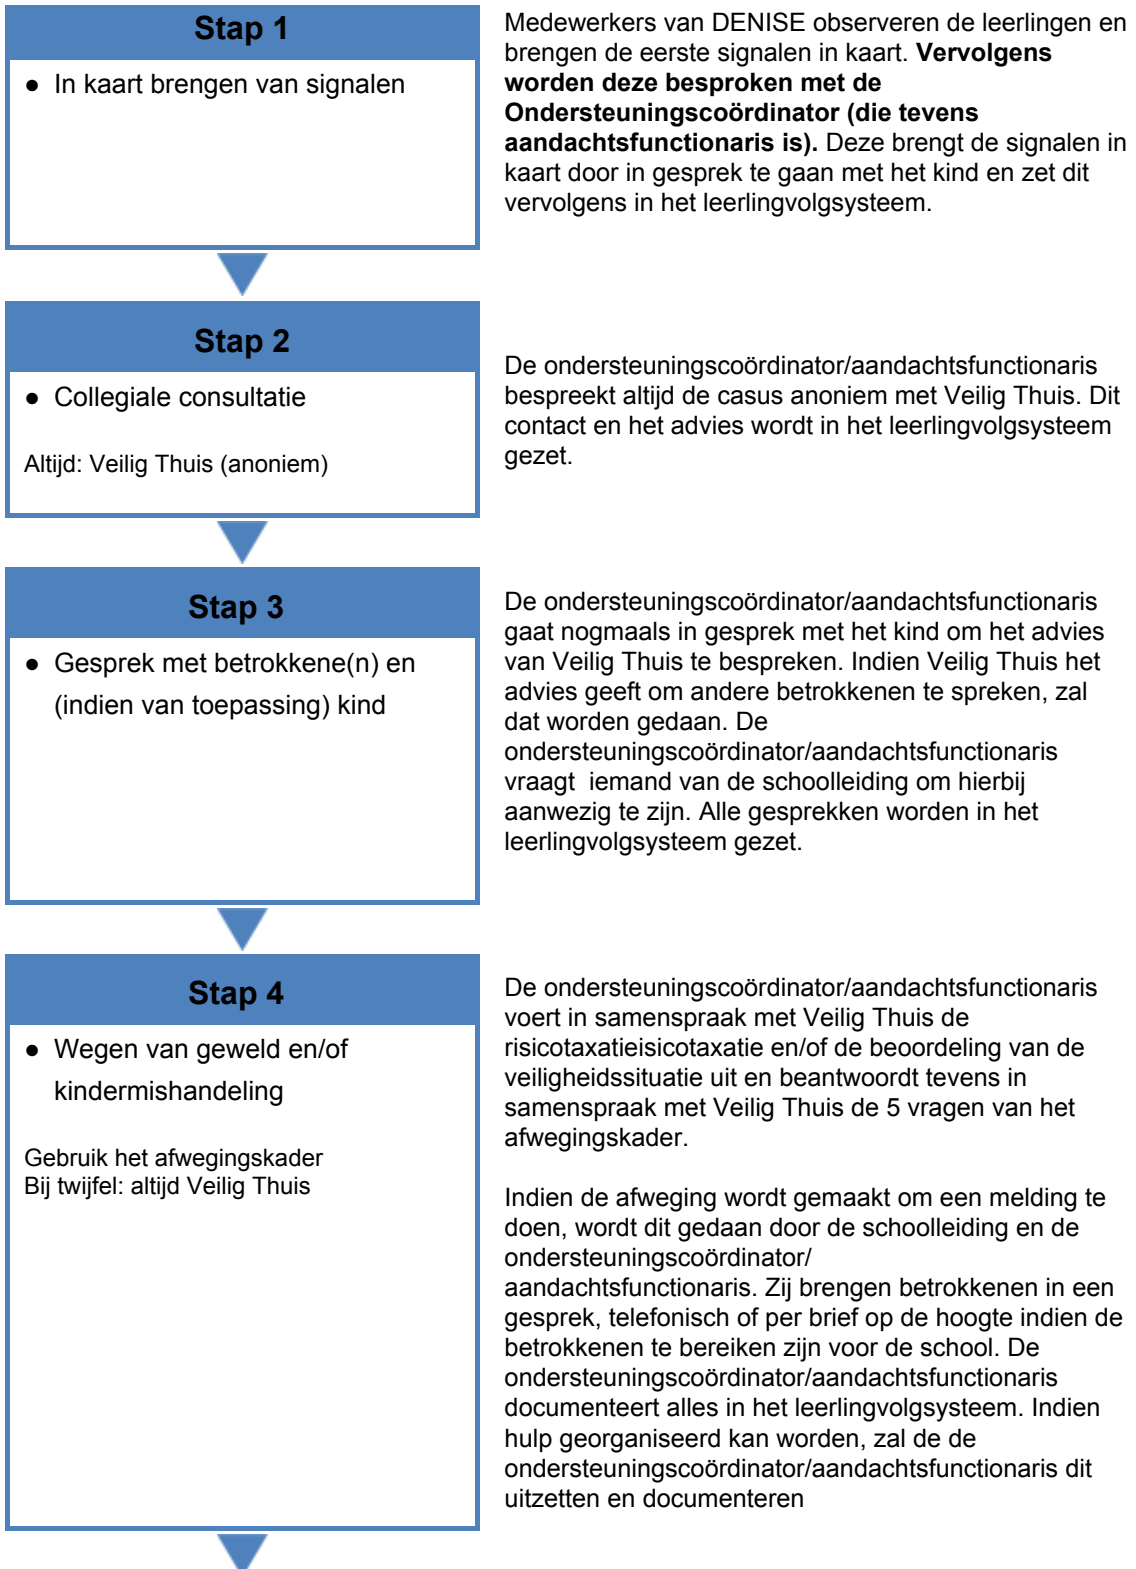 Stap 1
● In kaart brengen van signalen
Medewerkers van DENISE observeren de leerlingen en
brengen de eerste signalen in kaart. Vervolgens
worden deze besproken met de
Ondersteuningscoördinator (die tevens
aandachtsfunctionaris is). Deze brengt de signalen in
kaart door in gesprek te gaan met het kind en zet dit
vervolgens in het leerlingvolgsysteem.
Stap 2
● Collegiale consultatie
Altijd: Veilig Thuis (anoniem)
De ondersteuningscoördinator/aandachtsfunctionaris
bespreekt altijd de casus anoniem met Veilig Thuis. Dit
contact en het advies wordt in het leerlingvolgsysteem
gezet.
Stap 3
● Gesprek met betrokkene(n) en
(indien van toepassing) kind
De ondersteuningscoördinator/aandachtsfunctionaris
gaat nogmaals in gesprek met het kind om het advies
van Veilig Thuis te bespreken. Indien Veilig Thuis het
advies geeft om andere betrokkenen te spreken, zal
dat worden gedaan. De
ondersteuningscoördinator/aandachtsfunctionaris
vraagt  iemand van de schoolleiding om hierbij
aanwezig te zijn. Alle gesprekken worden in het
leerlingvolgsysteem gezet.
Stap 4
● Wegen van geweld en/of
kindermishandeling
Gebruik het afwegingskader
Bij twijfel: altijd Veilig Thuis
De ondersteuningscoördinator/aandachtsfunctionaris
voert in samenspraak met Veilig Thuis de
risicotaxatieisicotaxatie en/of de beoordeling van de
veiligheidssituatie uit en beantwoordt tevens in
samenspraak met Veilig Thuis de 5 vragen van het
afwegingskader.
Indien de afweging wordt gemaakt om een melding te
doen, wordt dit gedaan door de schoolleiding en de
ondersteuningscoördinator/
aandachtsfunctionaris. Zij brengen betrokkenen in een
gesprek, telefonisch of per brief op de hoogte indien de
betrokkenen te bereiken zijn voor de school. De
ondersteuningscoördinator/aandachtsfunctionaris
documenteert alles in het leerlingvolgsysteem. Indien
hulp georganiseerd kan worden, zal de de
ondersteuningscoördinator/aandachtsfunctionaris dit
uitzetten en documenteren